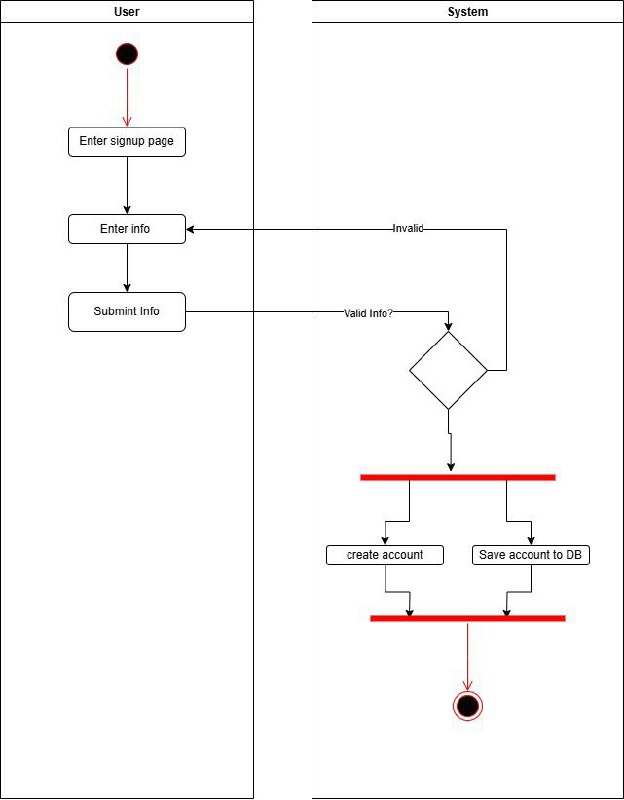 User
System
Enter signup page
Enter info
Invalid
Submint Info
Valid Info?
create account
Save account to DB